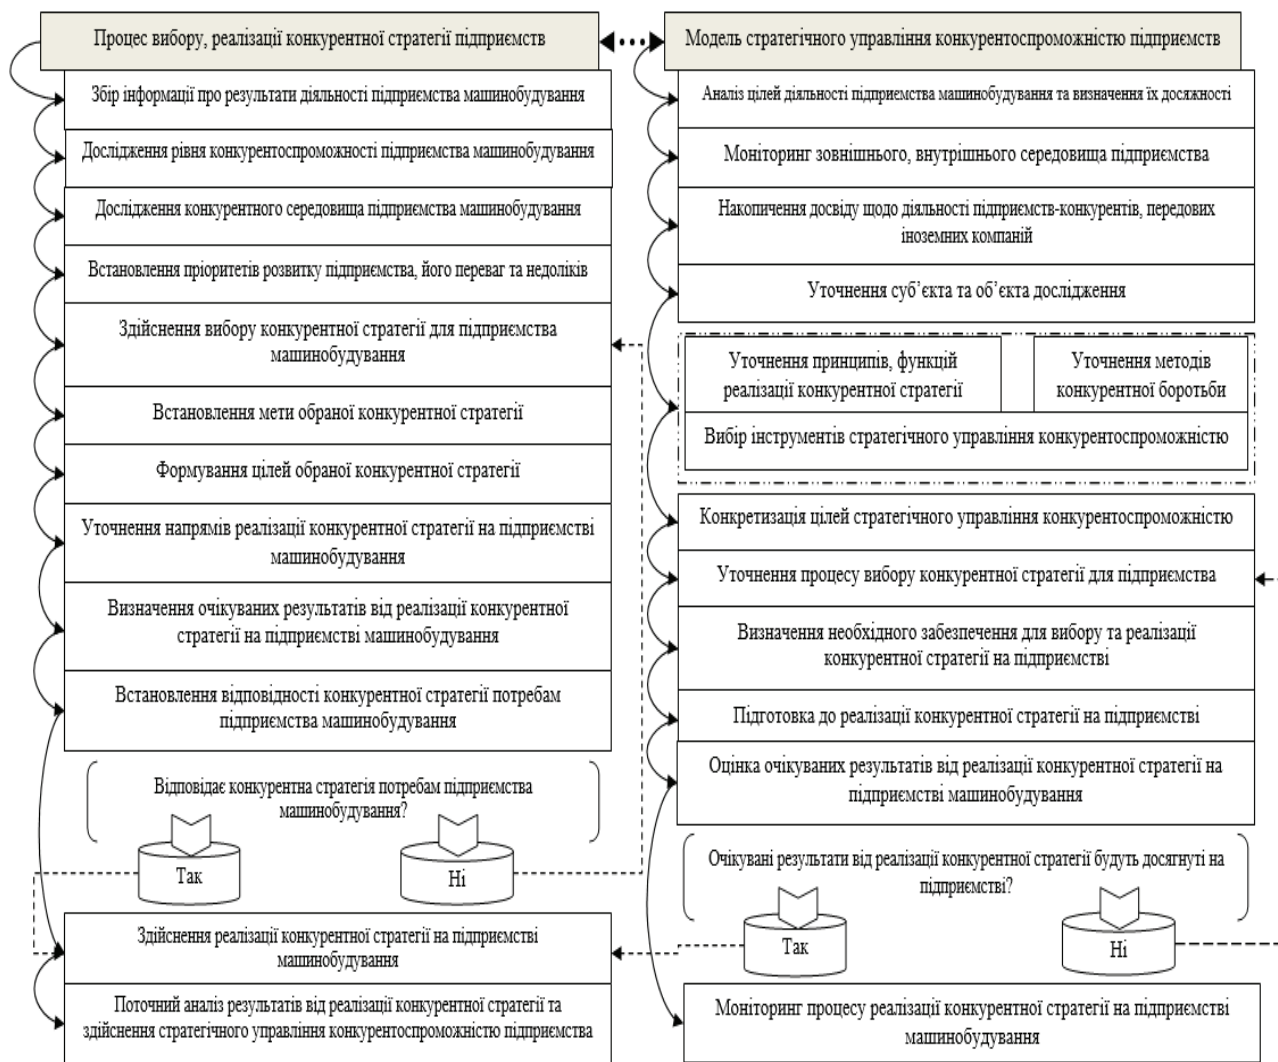 Процес вибору, реалізації конкурентної стратегії підприємств
Збір інформації про результати діяльності підприємства машинобудування
Дослідження рівня конкурентоспроможності підприємства машинобудування
Дослідження конкурентного середовища підприємства машинобудування
Встановлення пріоритетів розвитку підприємства, його переваг та недоліків
Здійснення вибору конкурентної стратегії для підприємства
машинобудування
Встановлення мети обраної конкурентної стратегії
Формування цілей обраної конкурентної стратегії
Уточнення напрямів реалізації конкурентної стратегії на підприємстві
машинобудування
Визначення очікуваних результатів від реалізації конкурентної
стратегії на підприємстві машинобудування
Встановлення відповідності конкурентної стратегії потребам
підприємства машинобудування
Відповідає конкурентна стратегія потребам підприємства
машинобудування?
Так
Ні
Здійснення реалізації конкурентної стратегії на підприємстві
машинобудування
Поточний аналіз результатів від реалізації конкурентної стратегії та
здійснення стратегічного управління конкурентоспроможністю підприємства
Модель стратегічного управління конкурентоспроможністю підприємств
Аналіз цілей діяльності підприємства машинобудування та визначення їх досяжності
Моніторинг зовнішнього, внутрішнього середовища підприємства
Накопичення досвіду щодо діяльності підприємств-конкурентів, передових
іноземних компаній
Уточнення суб’єкта та об’єкта дослідження
Уточнення принципів, функцій
реалізації конкурентної стратегії
Уточнення методів
конкурентної боротьби
Вибір інструментів стратегічного управління конкурентоспроможністю
Конкретизація цілей стратегічного управління конкурентоспроможністю
Уточнення процесу вибору конкурентної стратегії для підприємства
Визначення необхідного забезпечення для вибору та реалізації
конкурентної стратегії на підприємстві
Підготовка до реалізації конкурентної стратегії на підприємстві
Оцінка очікуваних результатів від реалізації конкурентної стратегії на
підприємстві машинобудування
Очікувані результати від реалізації конкурентної стратегії будуть досягнуті на
підприємстві?
Так
Ні
Моніторинг процесу реалізації конкурентної стратегії на підприємстві
машинобудування